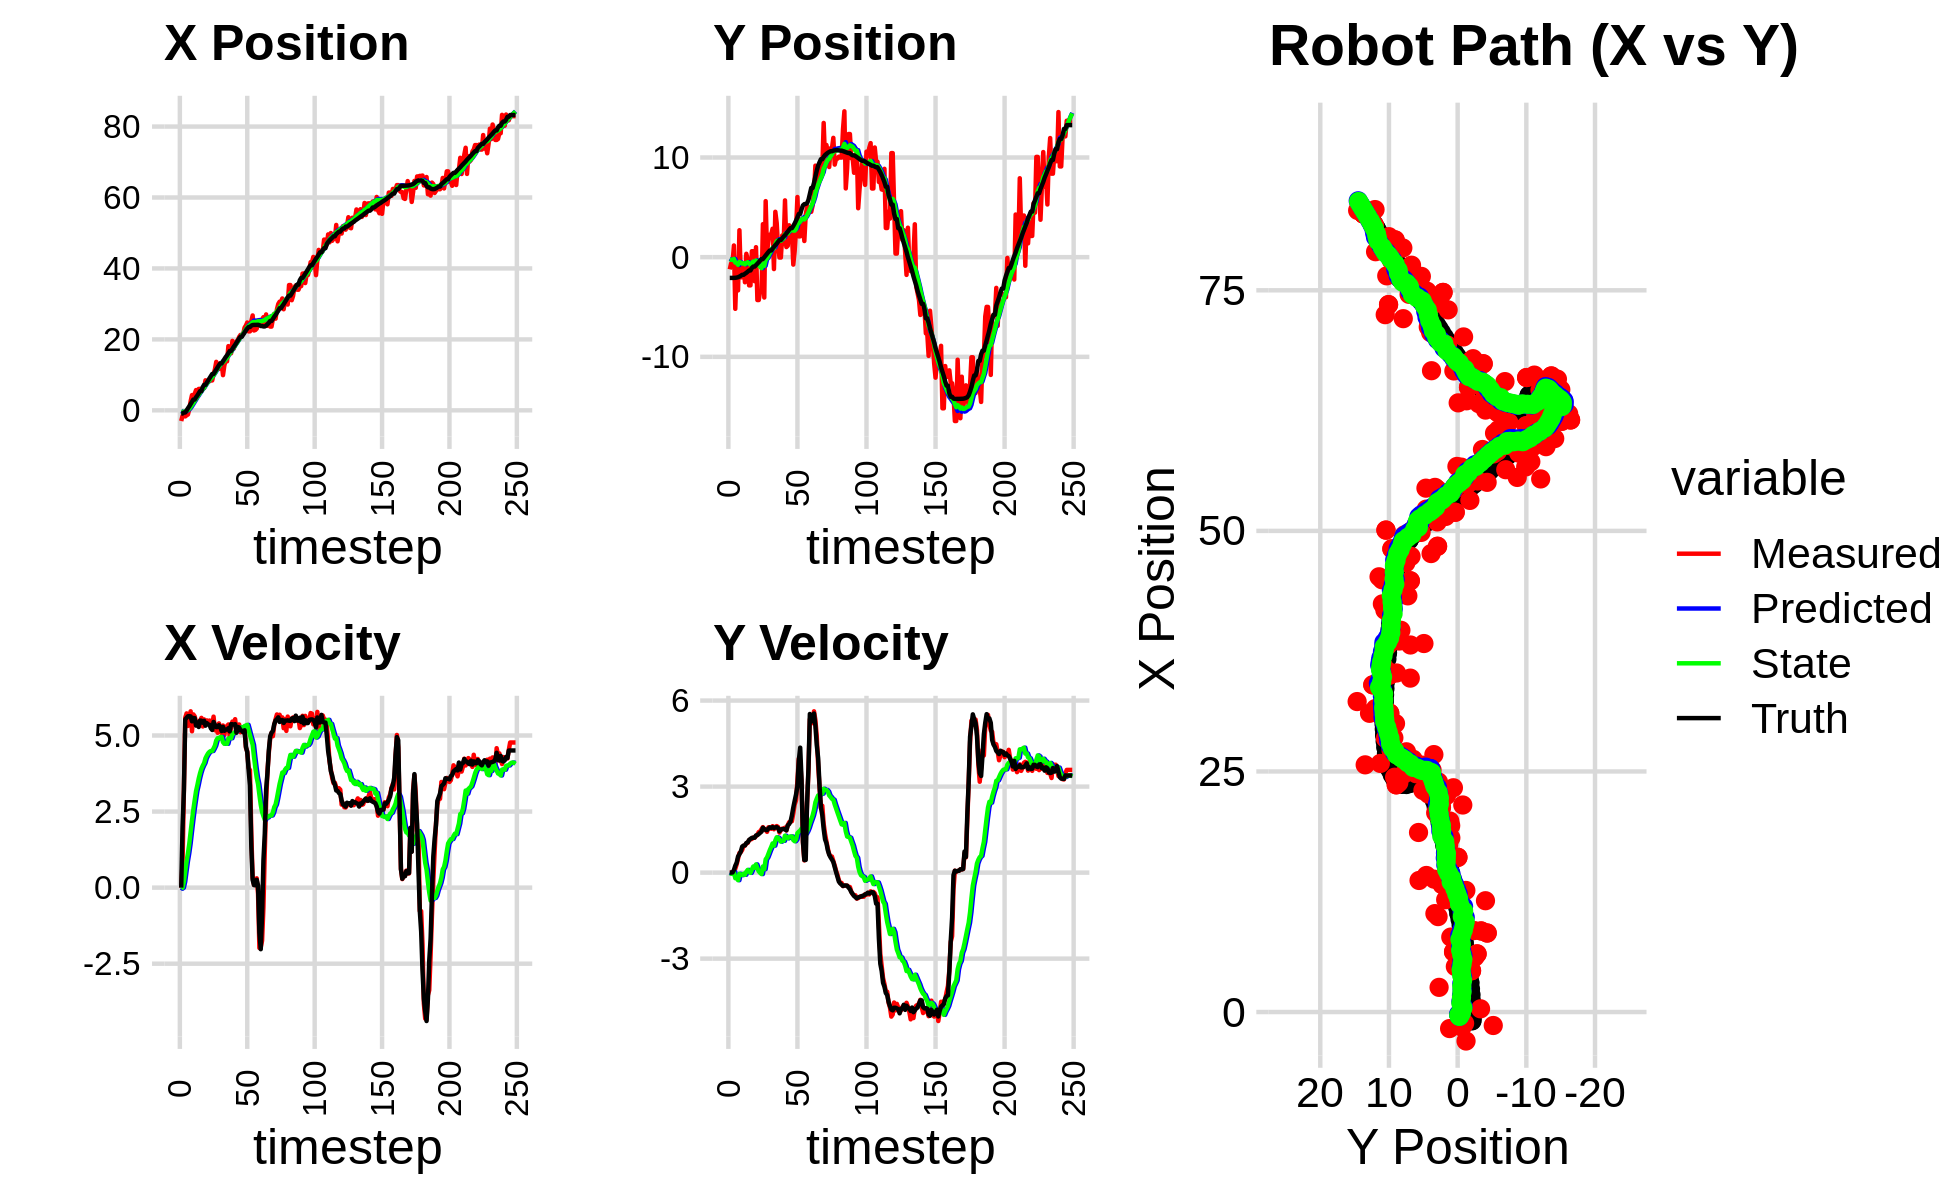 X Position
80
60
40
20
0
0
50
100
150
200
250
timestep
Y Position
10
0
-10
0
50
100
150
200
250
timestep
X Velocity
5.0
2.5
0.0
-2.5
0
50
100
150
200
250
timestep
Y Velocity
6
3
0
-3
0
50
100
150
200
250
timestep
Robot Path (X vs Y)
X Position
75
50
25
0
20 10 0 -10 -20
Y Position
variable
Measured
Predicted
State
Truth